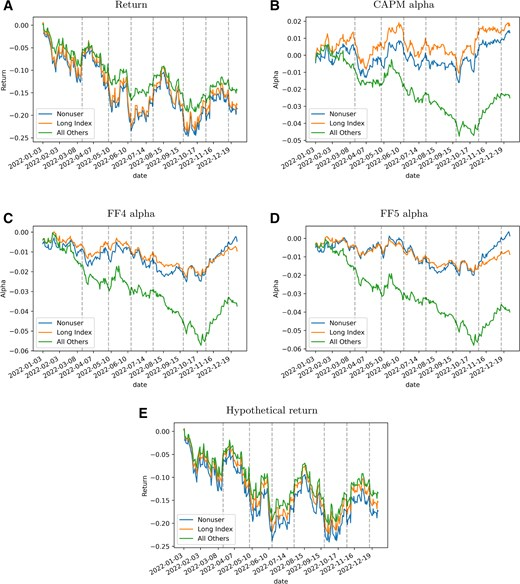 A
Return
0.00
−0.05
−0.10
−0.15
−0.20
−0.25
Return
Nonuser
Long Index
All Others
2022-01-03
2022-02-03
2022-03-08
2022-04-07
2022-05-10
2022-06-10
2022-07-14
2022-08-15
2022-09-15
2022-10-17
2022-11-16
2022-12-19
date
B
CAPM alpha
0.02
0.01
0.00
−0.01
−0.02
−0.03
−0.04
−0.05
Alpha
Nonuser
Long Index
All Others
2022-01-03
2022-02-03
2022-03-08
2022-04-07
2022-05-10
2022-06-10
2022-07-14
2022-08-15
2022-09-15
2022-10-17
2022-11-16
2022-12-19
date
C
FF4 alpha
0.00
−0.01
−0.02
−0.03
−0.04
−0.05
−0.06
Alpha
Nonuser
Long Index
All Others
2022-01-03
2022-02-03
2022-03-08
2022-04-07
2022-05-10
2022-06-10
2022-07-14
2022-08-15
2022-09-15
2022-10-17
2022-11-16
2022-12-19
date
D
FF5 alpha
0.00
−0.01
−0.02
−0.03
−0.04
−0.05
−0.06
Alpha
Nonuser
Long Index
All Others
2022-01-03
2022-02-03
2022-03-08
2022-04-07
2022-05-10
2022-06-10
2022-07-14
2022-08-15
2022-09-15
2022-10-17
2022-11-16
2022-12-19
date
E
Hypothetical return
0.00
−0.05
−0.10
−0.15
−0.20
−0.25
Return
Nonuser
Long Index
All Others
2022-01-03
2022-02-03
2022-03-08
2022-04-07
2022-05-10
2022-06-10
2022-07-14
2022-08-15
2022-09-15
2022-10-17
2022-11-16
2022-12-19
date